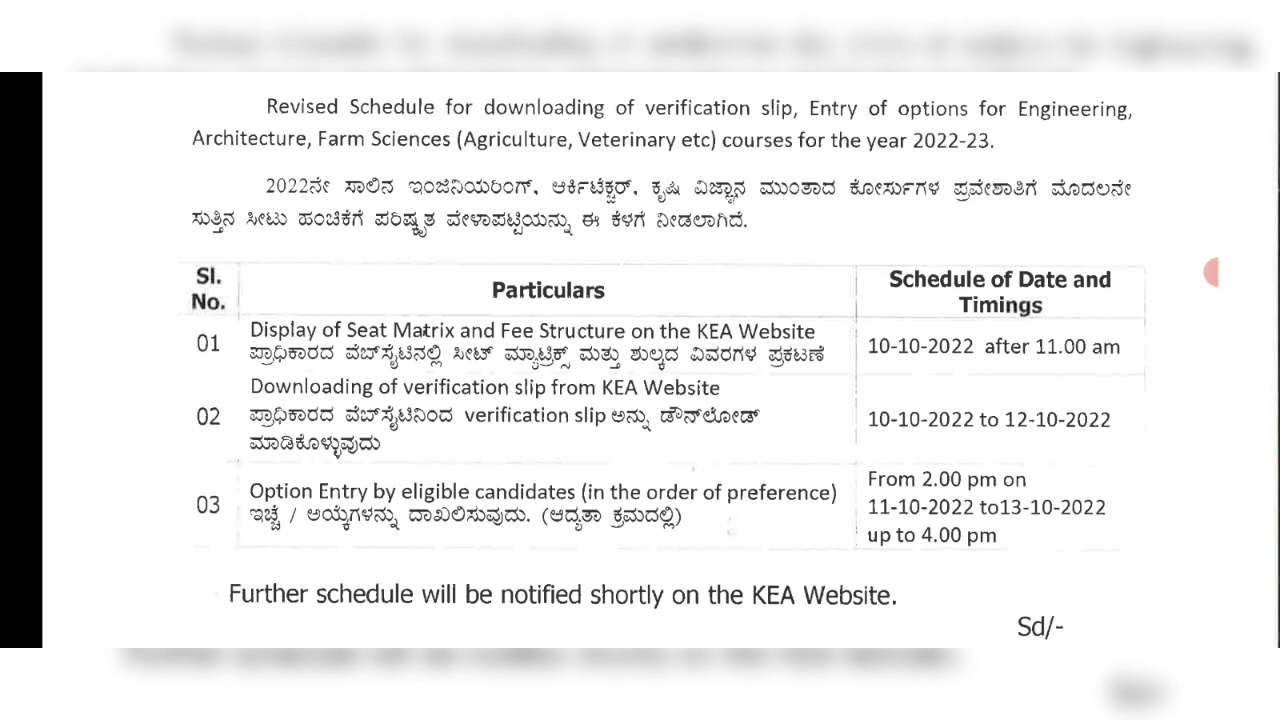 Revised Schedule for downloading of verification slip, Entry of options for Engineering,
Architecture, Farm Sciences (Agriculture, Veterinary etc) courses for the year 2022-23.
2022ನೇ ಸಾಲಿನ ಇಂಜಿನಿಯರಿಂಗ್, ಆರ್ಕಿಟೆಕ್ಚರ್, ಕೃಷಿ ವಿಜ್ಞಾನ ಮುಂತಾದ ಕೋರ್ಸುಗಳ ಪ್ರವೇಶಾತಿಗೆ ಮೊದಲನೇ
ಸುತ್ತಿನ ಸೀಟು ಹಂಚಿಕೆಗೆ ಪರಿಷ್ಕೃತ ವೇಳಾಪಟ್ಟಿಯನ್ನು ಈ ಕೆಳಗೆ ನೀಡಲಾಗಿದೆ.
Sl.
No.
Particulars
Schedule of Date and
Timings
01
Display of Seat Matrix and Fee Structure on the KEA Website
ಪ್ರಾಧಿಕಾರದ ವೆಬ್‌ಸೈಟಿನಲ್ಲಿ ಸೀಟ್ ಮ್ಯಾಟ್ರಿಕ್ಸ್ ಮತ್ತು ಶುಲ್ಕದ ವಿವರಗಳ ಪ್ರಕಟಣೆ
10-10-2022 after 11.00 am
02
Downloading of verification slip from KEA Website
ಪ್ರಾಧಿಕಾರದ ವೆಬ್‌ಸೈಟಿನಿಂದ verification slip ಅನ್ನು ಡೌನ್‌ಲೋಡ್
ಮಾಡಿಕೊಳ್ಳುವುದು
10-10-2022 to 12-10-2022
03
Option Entry by eligible candidates (in the order of preference)
ಇಚ್ಛೆ / ಆಯ್ಕೆಗಳನ್ನು ದಾಖಲಿಸುವುದು. (ಆದ್ಯತಾ ಕ್ರಮದಲ್ಲಿ)
From 2.00 pm on
11-10-2022 to13-10-2022
up to 4.00 pm
Further schedule will be notified shortly on the KEA Website.
Sd/-